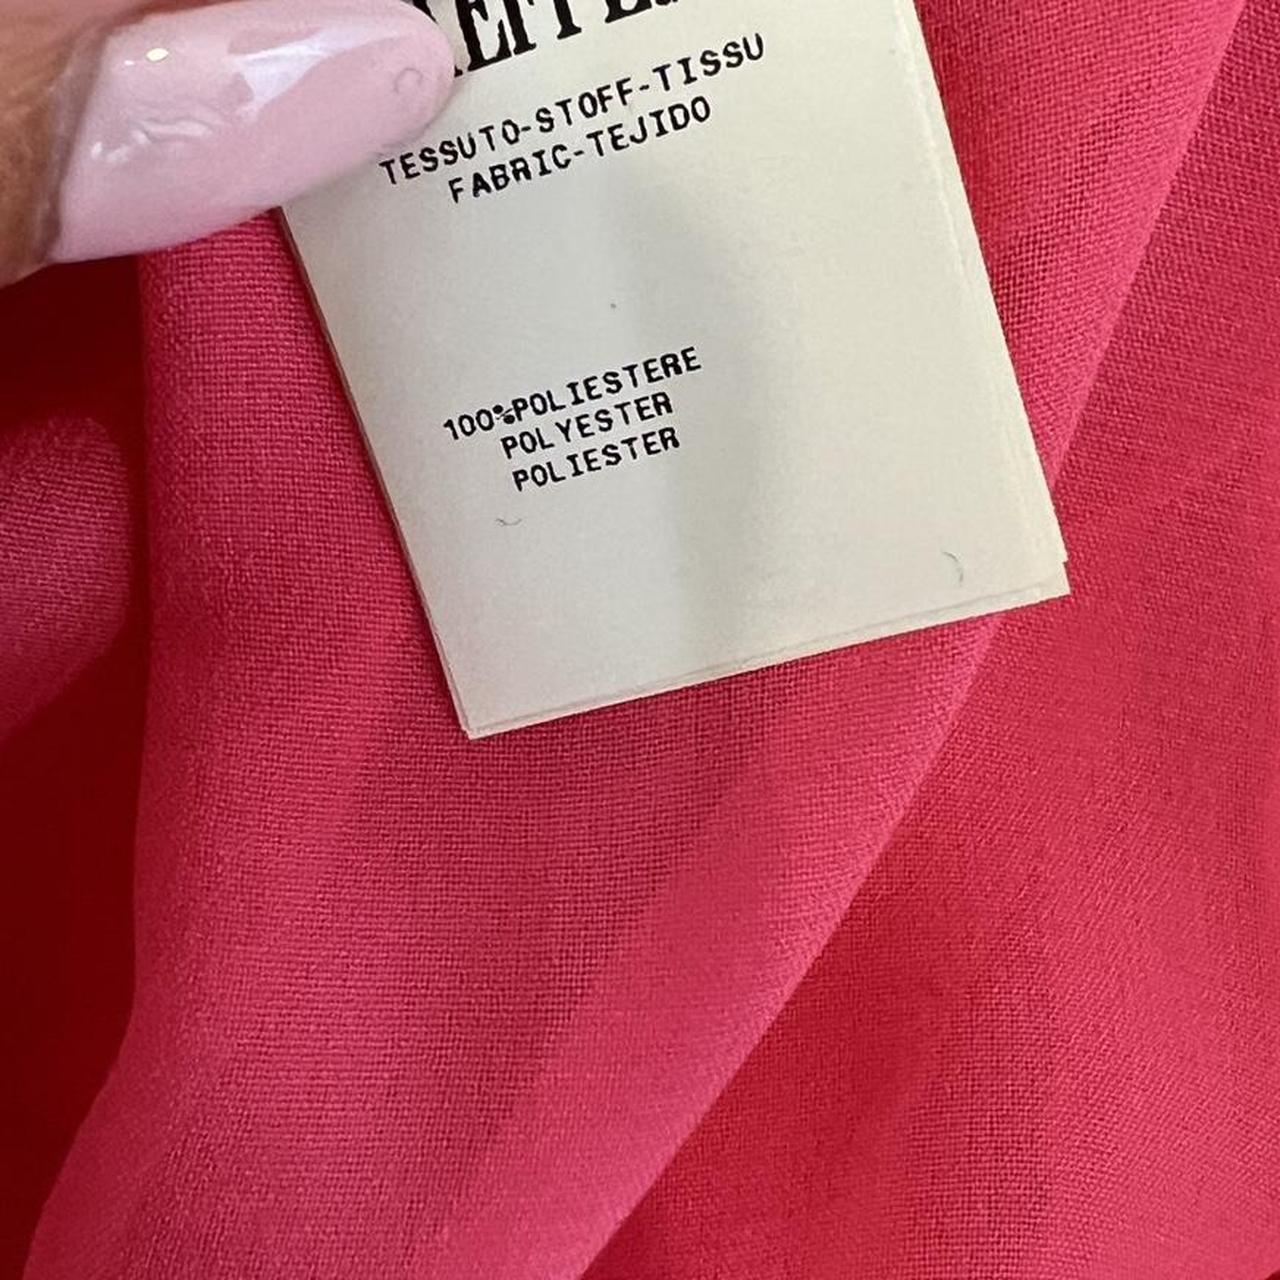 TESSUTO-STOFF-TISSU
FABRIC-TEJIDO
100%POLIESTERE
POLYESTER
POLIESTER